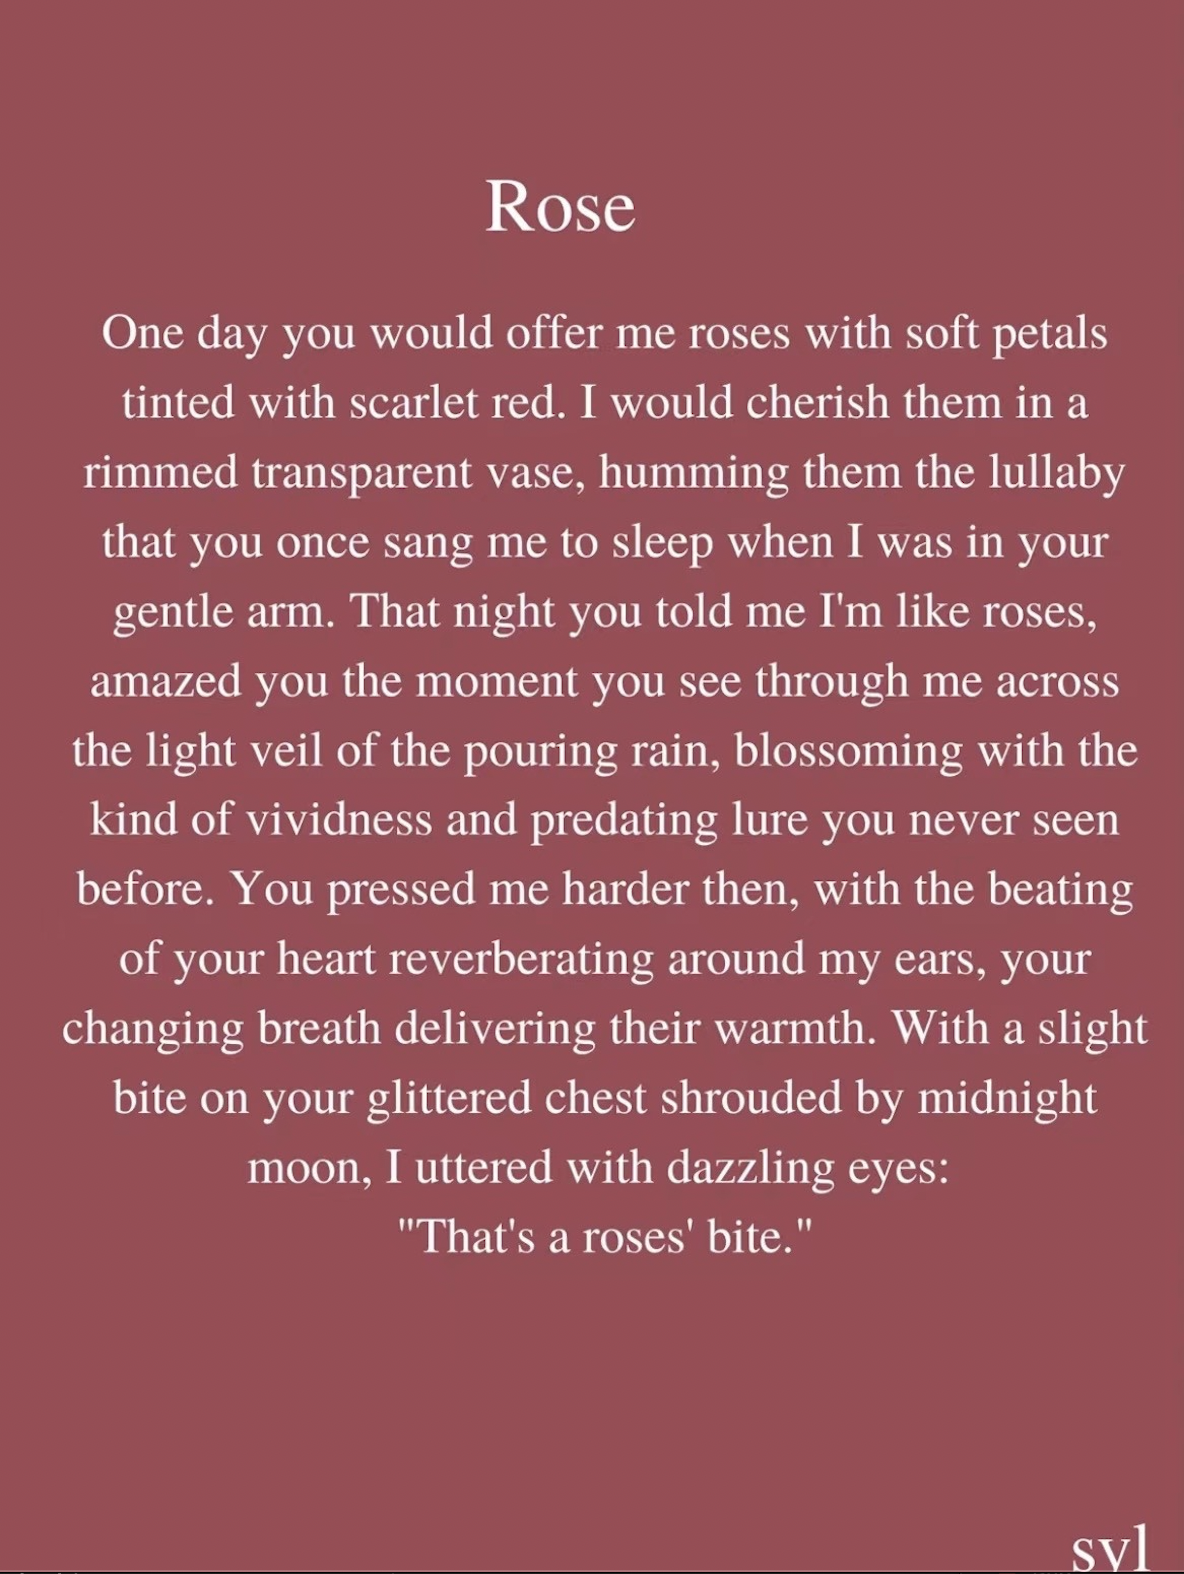 Rose
One day you would offer me roses with soft petals
tinted with scarlet red. I would cherish them in a
rimmed transparent vase, humming them the lullaby
that you once sang me to sleep when I was in your
gentle arm. That night you told me I'm like roses,
amazed you the moment you see through me across
the light veil of the pouring rain, blossoming with the
kind of vividness and predating lure you never seen
before. You pressed me harder then, with the beating
of your heart reverberating around my ears, your
changing breath delivering their warmth. With a slight
bite on your glittered chest shrouded by midnight
moon, I uttered with dazzling eyes:
"That's a roses' bite."